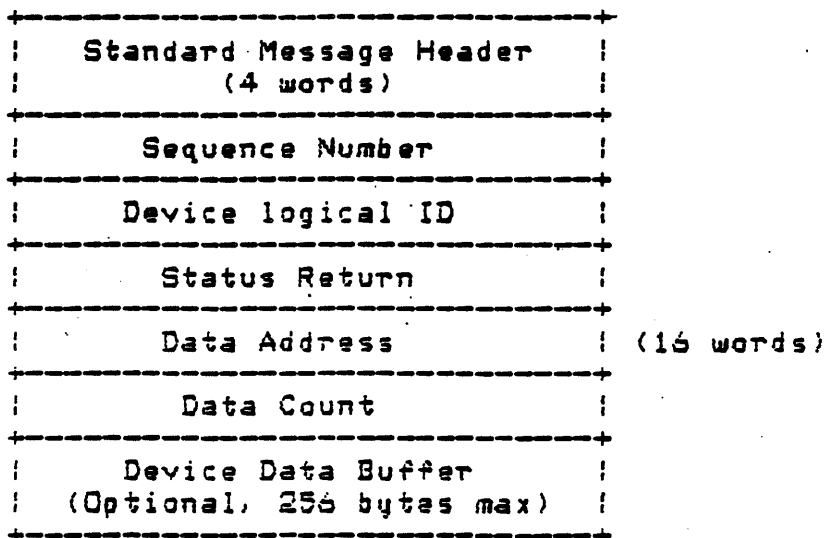 Standard Message Header
(4 words)
Sequence Number
Device logical ID
Status Return
Data Address (16 words)
Data Count
Device Data Buffer
(Optional, 256 bytes max)